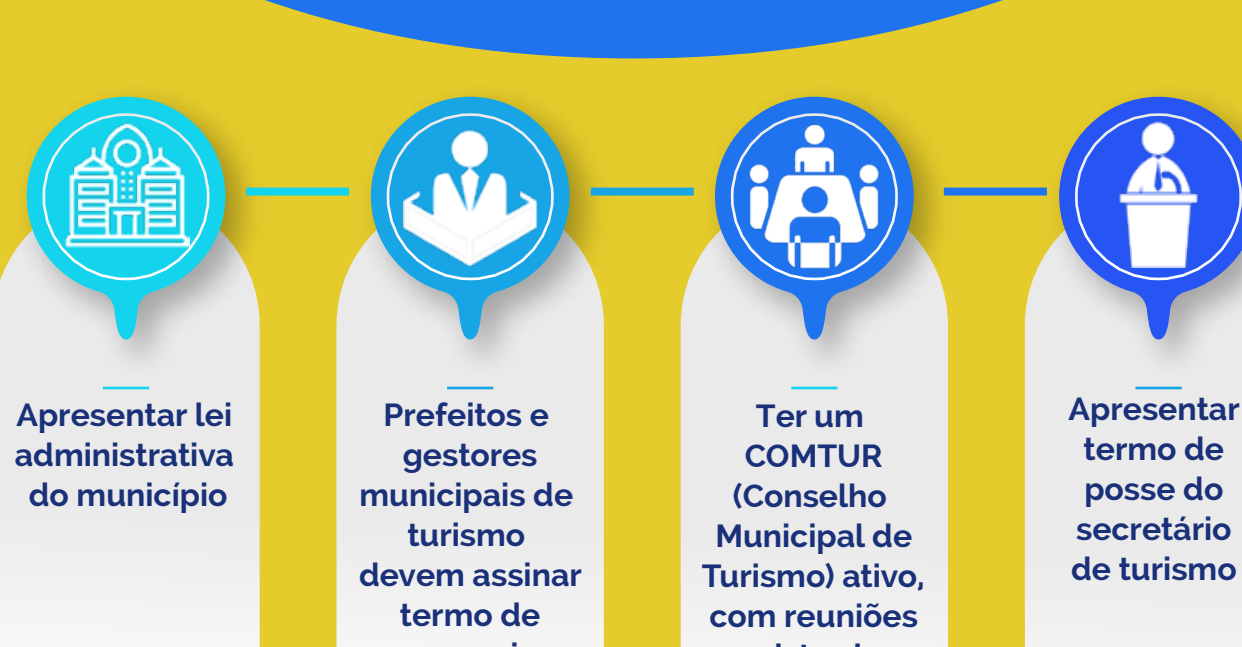 Apresentar lei
administrativa
do município
Prefeitos e
gestores
municipais de
turismo
devem assinar
termo de
Ter um
COMTUR
(Conselho
Municipal de
Turismo) ativo,
com reuniões
Apresentar
termo de
posse do
secretário
de turismo